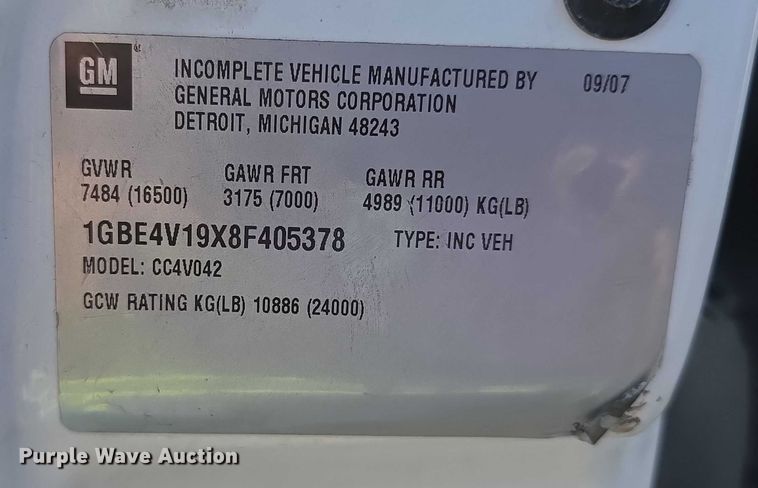 GM
INCOMPLETE VEHICLE MANUFACTURED BY 09/07
GENERAL MOTORS CORPORATION
DETROIT, MICHIGAN 48243
GVWR GAWR FRT GAWR RR
7484 (16500) 3175 (7000) 4989 (11000) KG(LB)
1GBE4V19X8F405378 TYPE: INC VEH
MODEL: CC4V042
GCW RATING KG(LB) 10886 (24000)
Purple Wave Auction